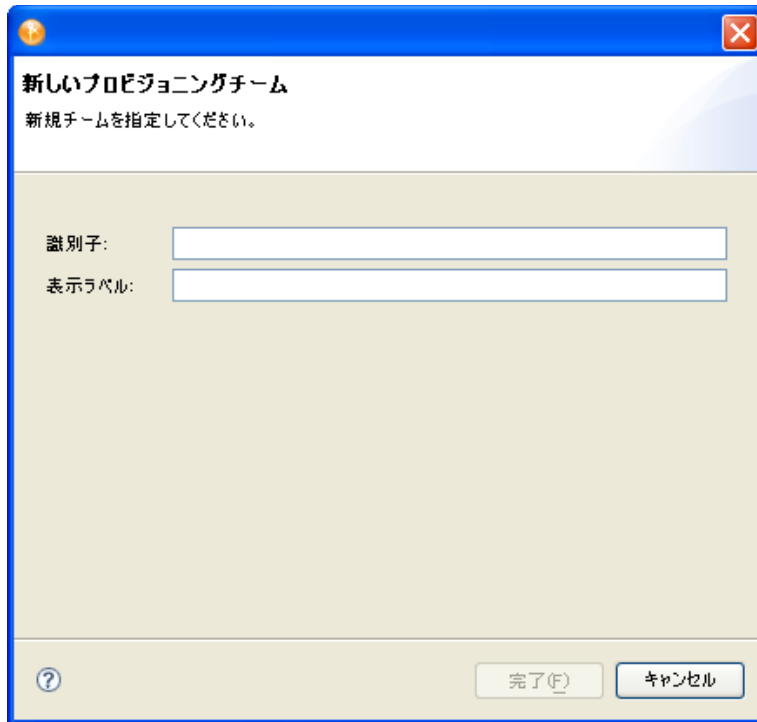 新しいプロビジョニングチーム
新規チームを指定してください。
識別子:
表示ラベル:
完了(F)
キャンセル